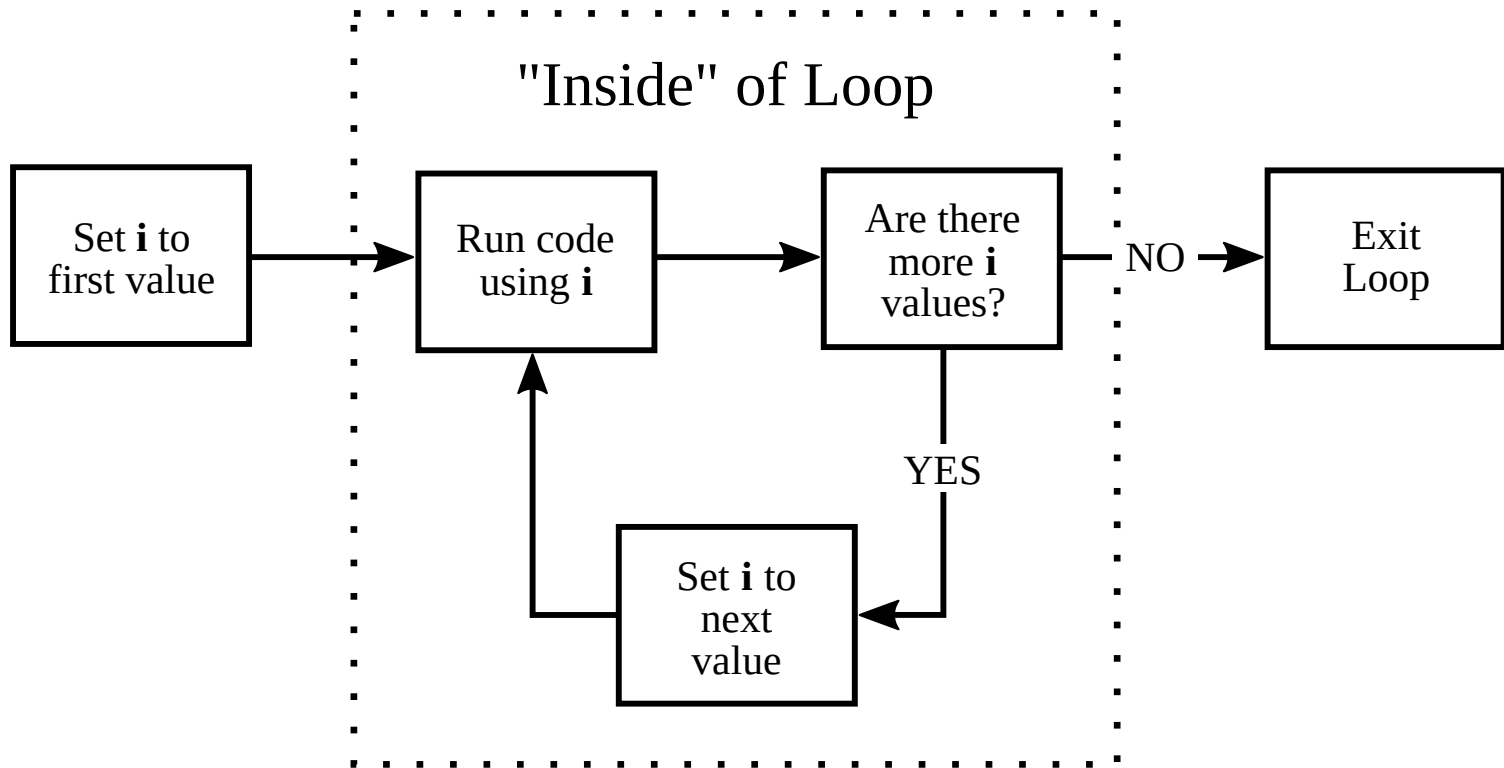 "Inside" of Loop
Set i to
first value
Run code
using i
Are there
more i
values?
NO
Exit
Loop
YES
Set i to
next
value